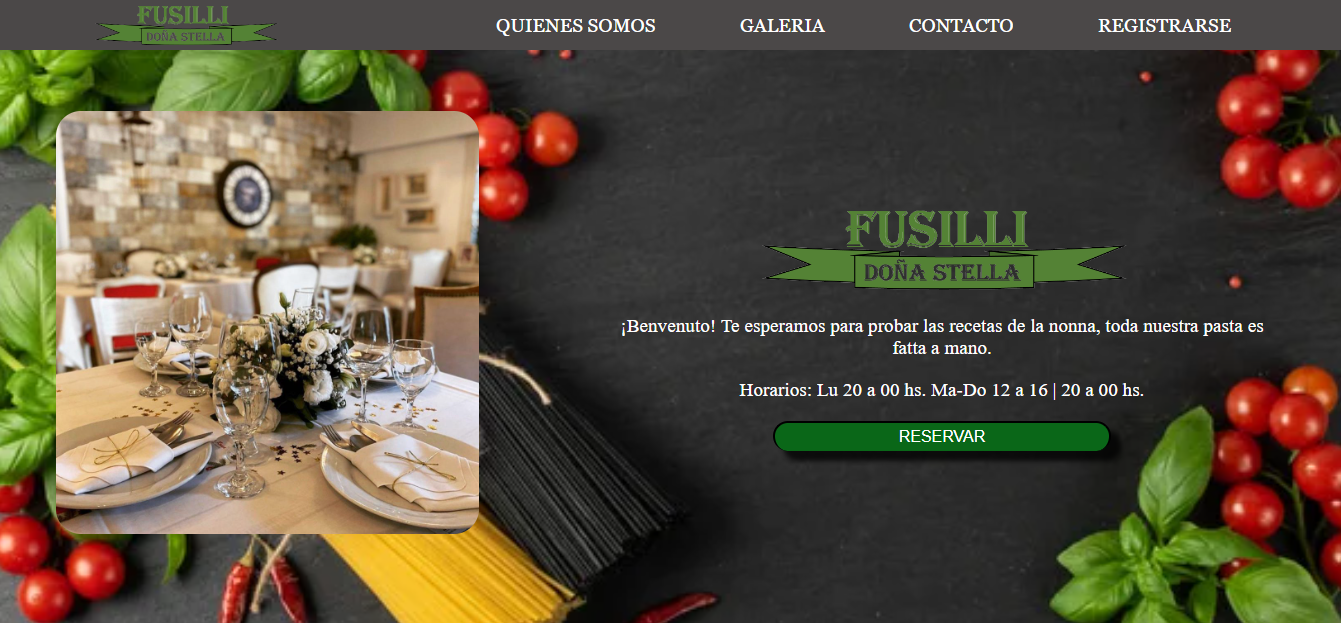 FUSILLI
DOÑA STELLA
QUIENES SOMOS
GALERIA
CONTACTO
REGISTRARSE
FUSILLI
DOÑA STELLA
¡Benvenuto! Te esperamos para probar las recetas de la nonna, toda nuestra pasta es
fatta a mano.
Horarios: Lu 20 a 00 hs. Ma-Do 12 a 16 | 20 a 00 hs.
RESERVAR